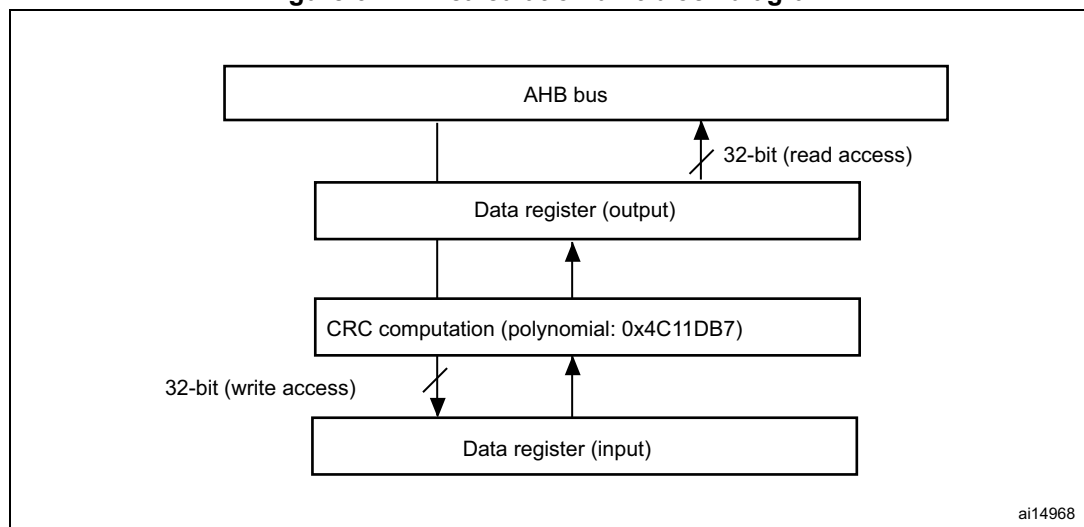 AHB bus
32-bit (read access)
Data register (output)
CRC computation (polynomial: 0x4C11DB7)
32-bit (write access)
Data register (input)
ai14968